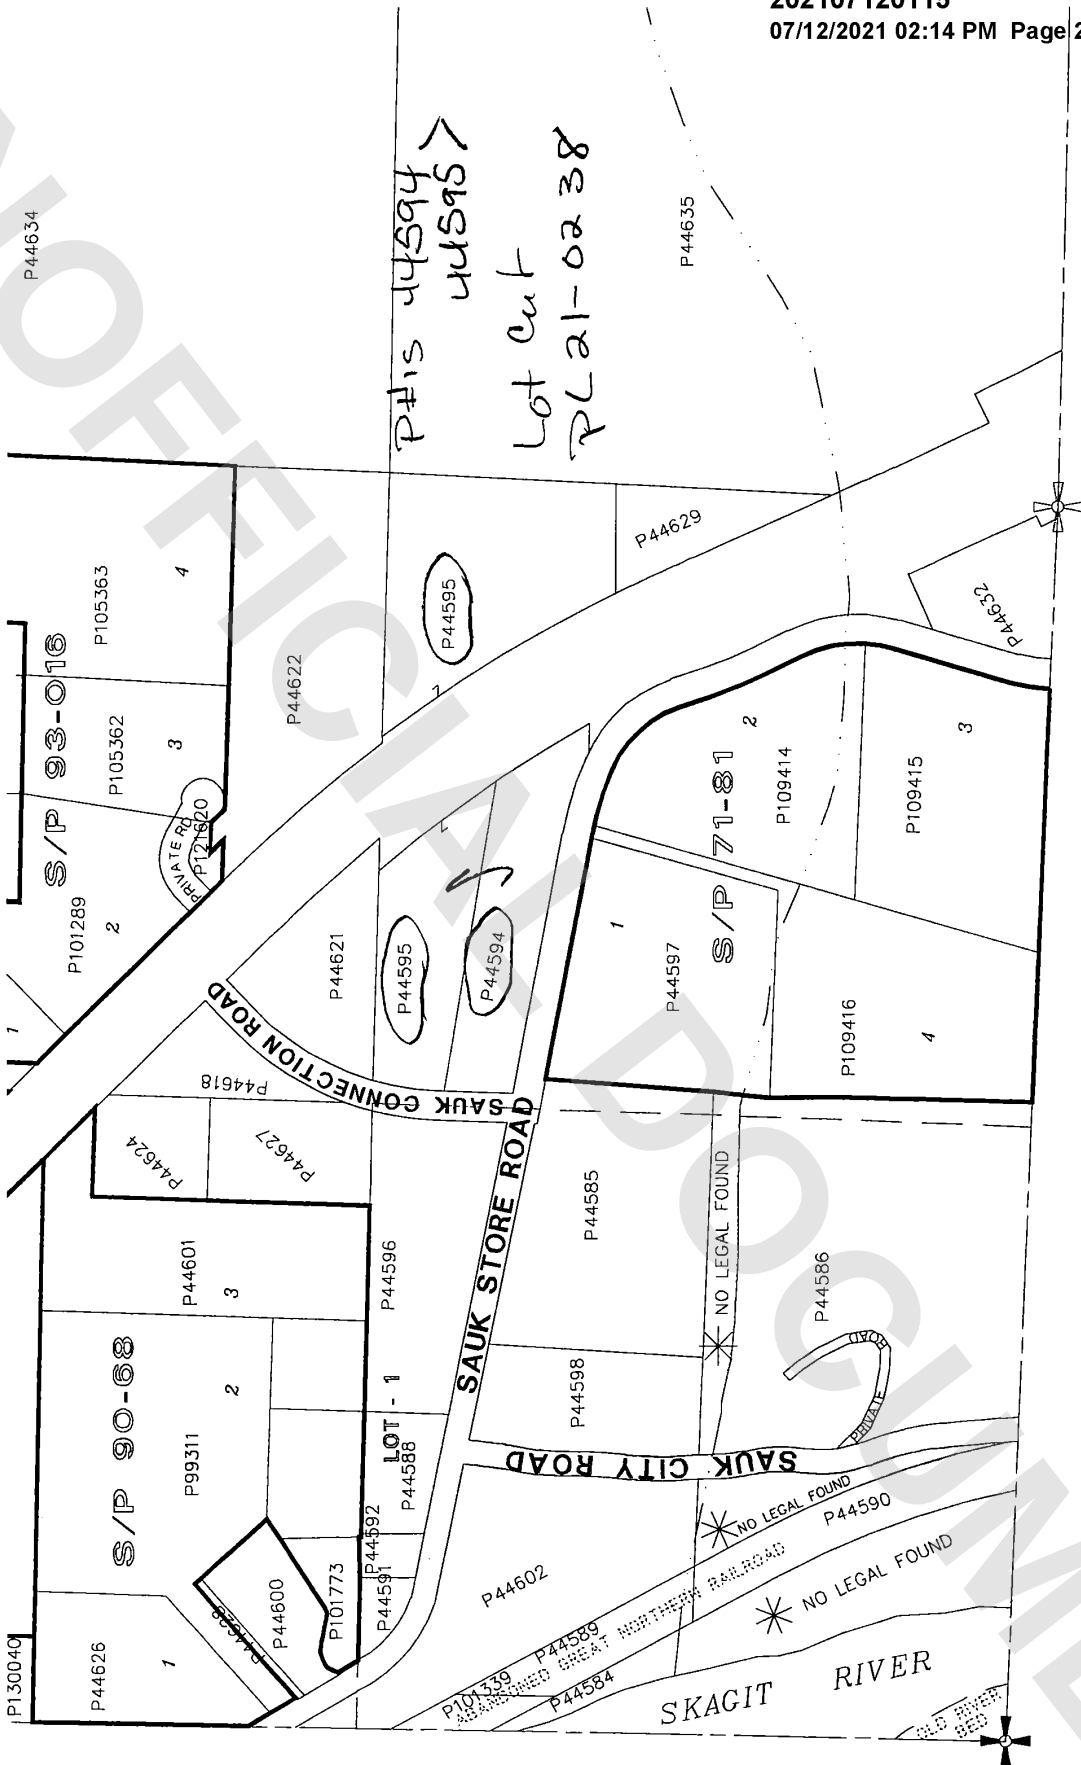 202107120115
07/12/2021 02:14 PM Page 2
UNOFFICIAL DOCUMENT
P44634
P#'s 44594 >
44595
Lot Cut
PL21-0238
P44635
P44629
P44595
P44632
P105363
4
S/P 93-016
P105362
3
P44622
P121620
PRIVATE RD
P101289
2
1
P44621
P44595
P44594
S/P 71-81
2
P109414
P109415
3
1
P44597
P109416
4
SAUK CONNECTION ROAD
P44618
P44624
P44627
SAUK STORE ROAD
P44585
NO LEGAL FOUND
P44586
P44601
3
P44596
S/P 90-68
2
P99311
LOT - 1
P44588
P44592
P44591
P44598
PRIVATE ROAD
SAUK CITY ROAD
NO LEGAL FOUND
P44590
NO LEGAL FOUND
P44602
P44600
P101773
P44628
P130040
P44626
1
P101339
P44589
ABANDONED GREAT NORTHERN RAILROAD
P44584
SKAGIT RIVER
OLD RIVER BED